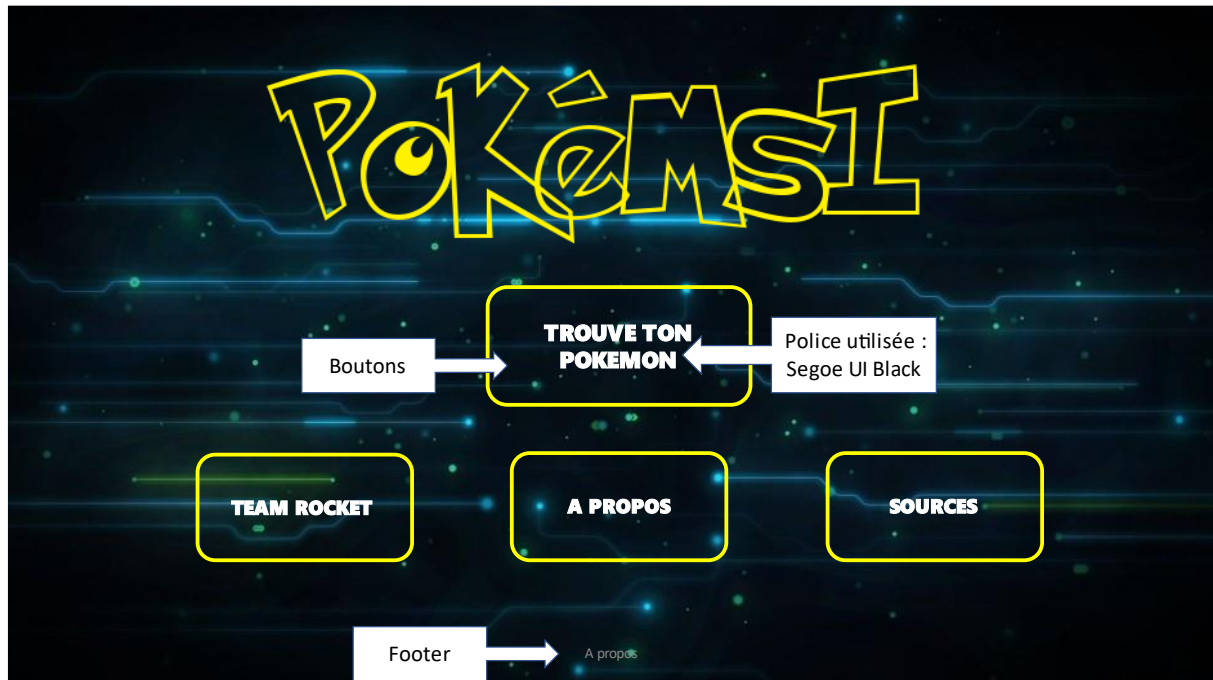 PoKéMSI
TROUVE TON
POKEMON
Boutons
Police utilisée :
Segoe UI Black
TEAM ROCKET
A PROPOS
SOURCES
Footer
A propos